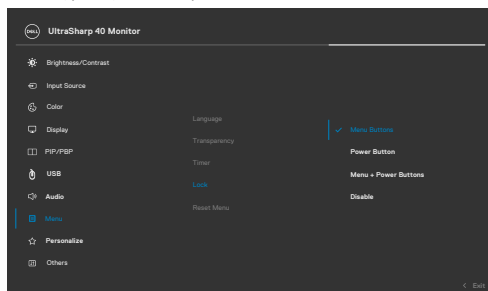 DELL UltraSharp 40 Monitor
Brightness/Contrast
Input Source
Color
Display
PIP/PBP
USB
Audio
Menu
Personalize
Others
Language
Transparency
Timer
Lock
Reset Menu
Menu Buttons
Power Button
Menu + Power Buttons
Disable
Exit